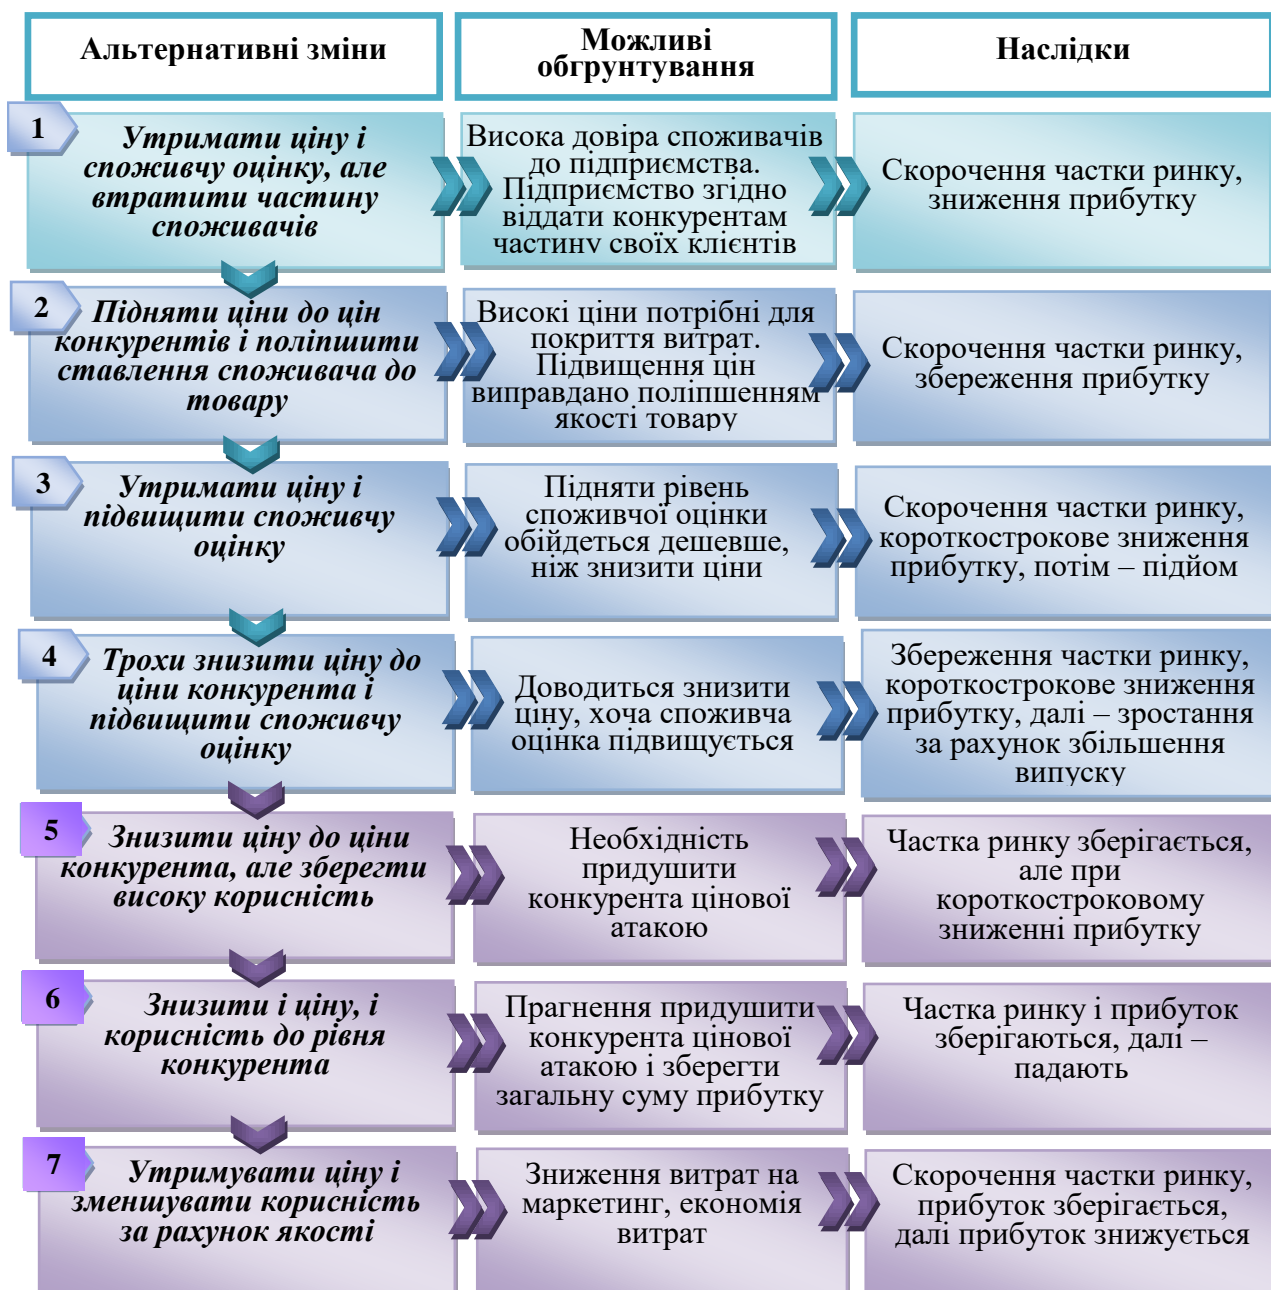 Альтернативні зміни
Можливі
обгрунтування
Наслідки
1
Утримати ціну і
споживчу оцінку, але
втратити частину
споживачів
Висока довіра споживачів
до підприємства.
Підприємство згідно
віддати конкурентам
частину своїх клієнтів
Скорочення частки ринку,
зниження прибутку
2
Підняти ціни до цін
конкурентів і поліпшити
ставлення споживача до
товару
Високі ціни потрібні для
покриття витрат.
Підвищення цін
виправдано поліпшенням
якості товару
Скорочення частки ринку,
збереження прибутку
3
Утримати ціну і
підвищити споживчу
оцінку
Підняти рівень
споживчої оцінки
обійдеться дешевше,
ніж знизити ціни
Скорочення частки ринку,
короткострокове зниження
прибутку, потім – підйом
4
Трохи знизити ціну до
ціни конкурента і
підвищити споживчу
оцінку
Доводиться знизити
ціну, хоча споживча
оцінка підвищується
Збереження частки ринку,
короткострокове зниження
прибутку, далі – зростання
за рахунок збільшення
випуску
5
Знизити ціну до ціни
конкурента, але зберегти
високу корисність
Необхідність
придушити
конкурента цінової
атакою
Частка ринку зберігається,
але при
короткостроковому
зниженні прибутку
6
Знизити і ціну, і
корисність до рівня
конкурента
Прагнення придушити
конкурента цінової
атакою і зберегти
загальну суму прибутку
Частка ринку і прибуток
зберігаються, далі –
падають
7
Утримувати ціну і
зменшувати корисність
за рахунок якості
Зниження витрат на
маркетинг, економія
витрат
Скорочення частки ринку,
прибуток зберігається,
далі прибуток знижується